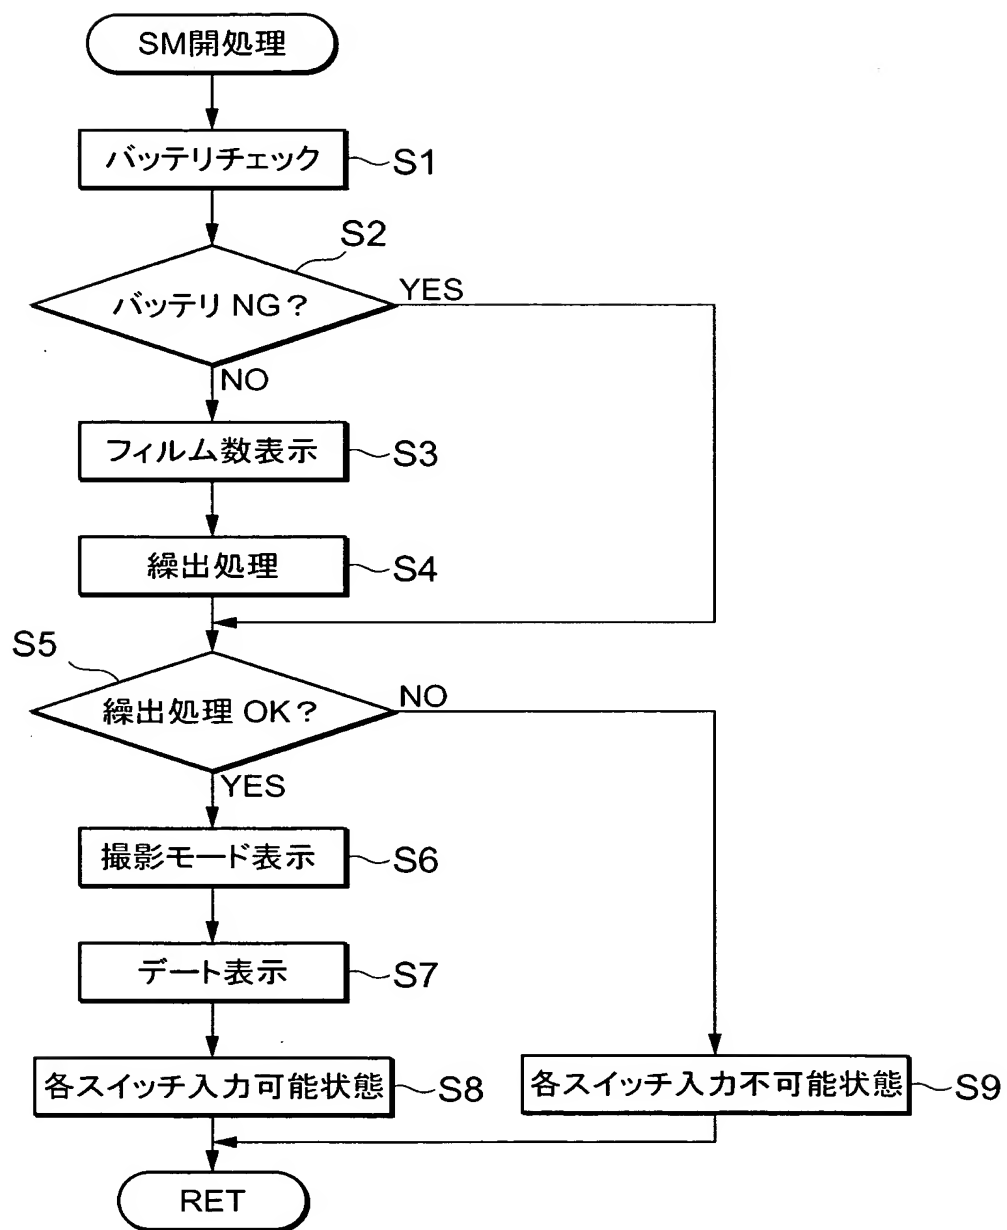 SM開処理
バッテリチェック
S1
S2
バッテリ NG?
YES
NO
フィルム数表示
S3
繰出処理
S4
S5
繰出処理 OK?
NO
YES
撮影モード表示
S6
デート表示
S7
各スイッチ入力可能状態
S8
各スイッチ入力不可能状態
S9
RET